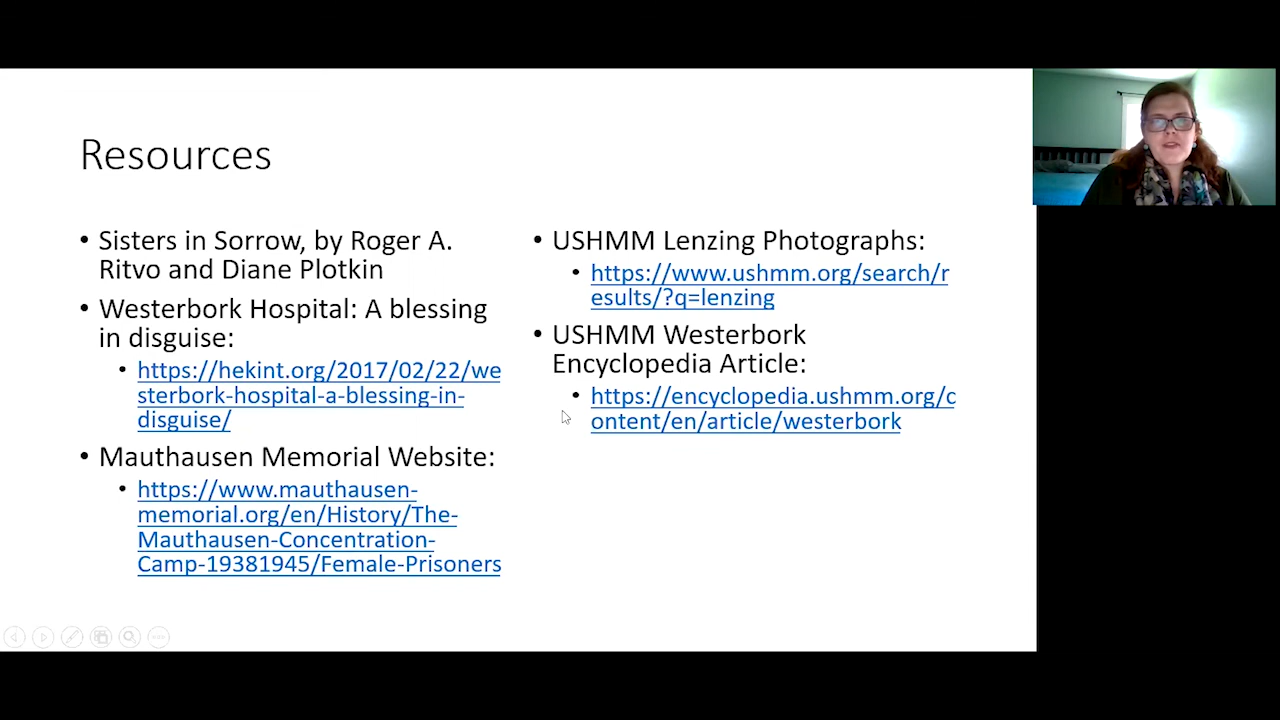 Resources
• Sisters in Sorrow, by Roger A.
Ritvo and Diane Plotkin
• Westerbork Hospital: A blessing
in disguise:
• https://hekint.org/2017/02/22/we
sterbork-hospital-a-blessing-in-
disguise/
• Mauthausen Memorial Website:
• https://www.mauthausen-
memorial.org/en/History/The-
Mauthausen-Concentration-
Camp-19381945/Female-Prisoners
• USHMM Lenzing Photographs:
• https://www.ushmm.org/search/r
esults/?q=lenzing
• USHMM Westerbork
Encyclopedia Article:
• https://encyclopedia.ushmm.org/c
ontent/en/article/westerbork